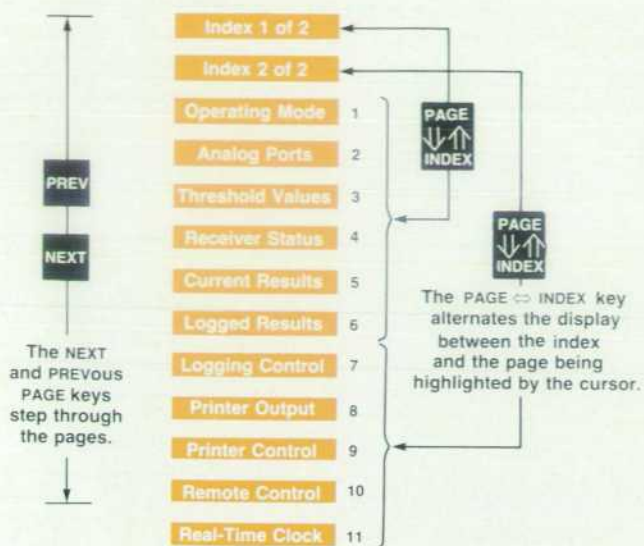 Index 1 of 2
Index 2 of 2
Operating Mode 1
Analog Ports 2
Threshold Values 3
Receiver Status 4
Current Results 5
Logged Results 6
Logging Control 7
Printer Output 8
Printer Control 9
Remote Control 10
Real-Time Clock 11
PREV
NEXT
The NEXT
and PREVous
PAGE keys
step through
the pages.
PAGE
INDEX
PAGE
INDEX
The PAGE ⇔ INDEX key
alternates the display
between the index
and the page being
highlighted by the cursor.